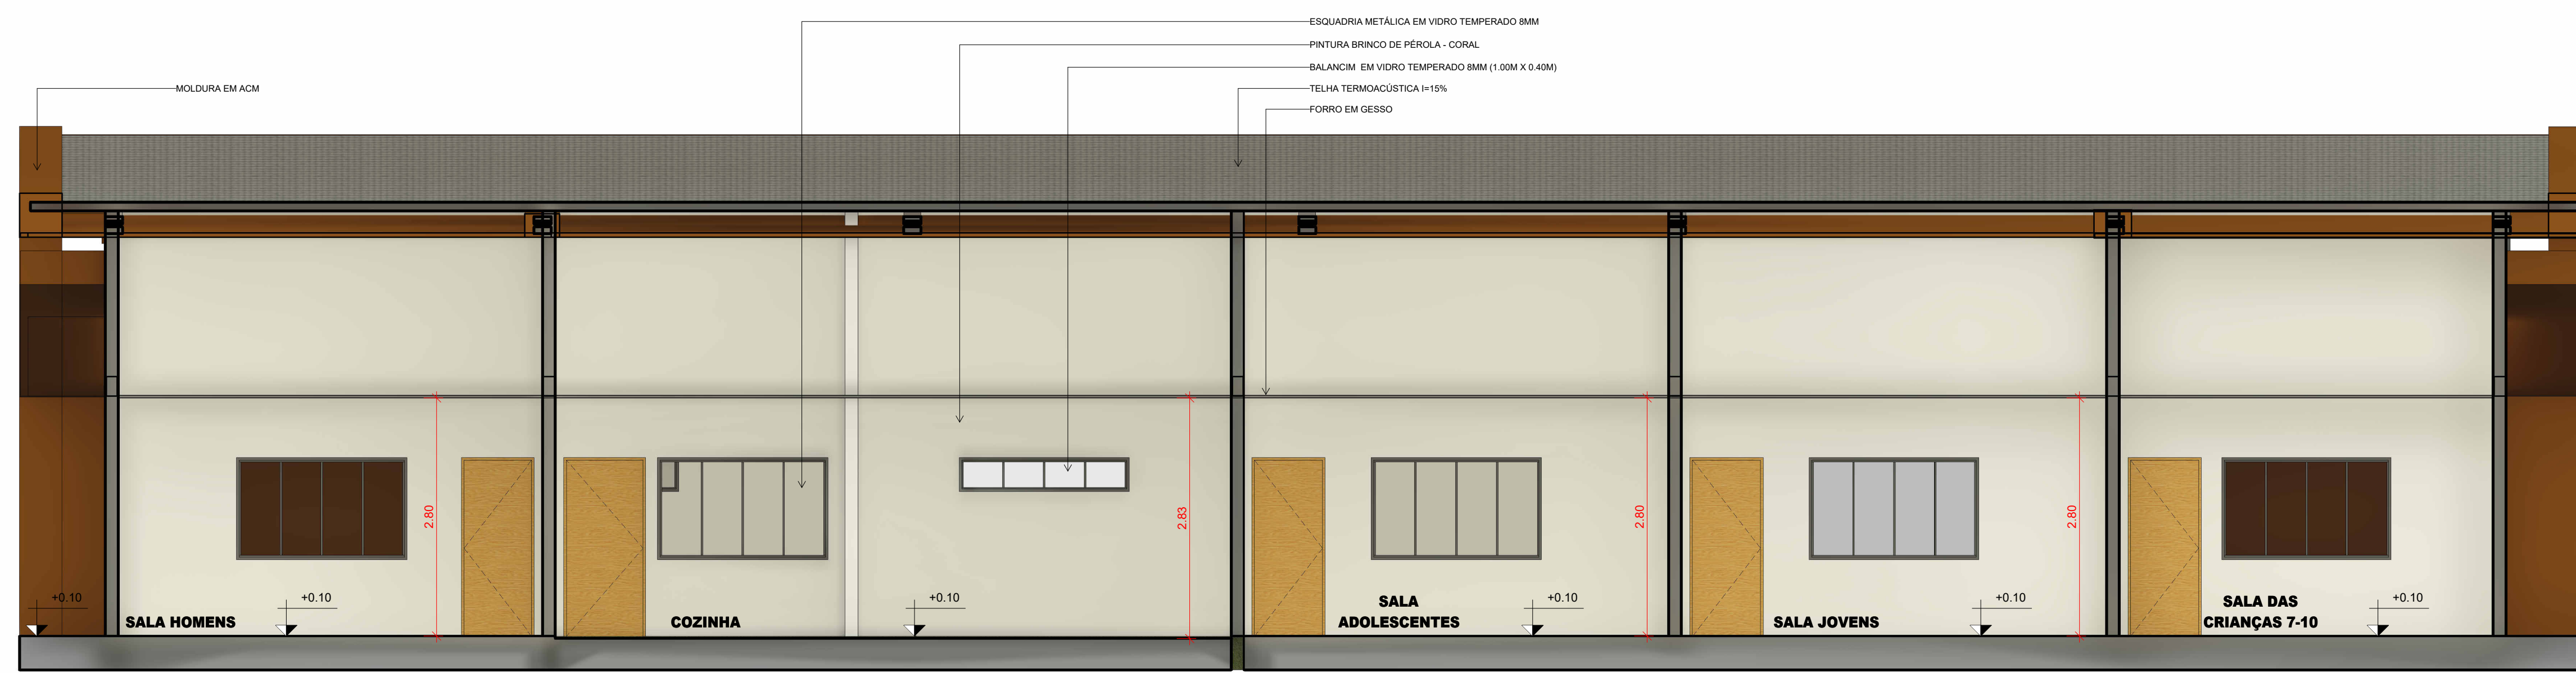 ESQUADRIA METÁLICA EM VIDRO TEMPERADO 8MM
PINTURA BRINCO DE PÉROLA - CORAL
BALANCIM EM VIDRO TEMPERADO 8MM (1.00M X 0.40M)
MOLDURA EM ACM
TELHA TERMOACÚSTICA I=15%
FORRO EM GESSO
2.80
2.83
2.80
2.80
+0.10
+0.10
+0.10
+0.10
+0.10
+0.10
SALA HOMENS
COZINHA
SALA
ADOLESCENTES
SALA JOVENS
SALA DAS
CRIANÇAS 7-10